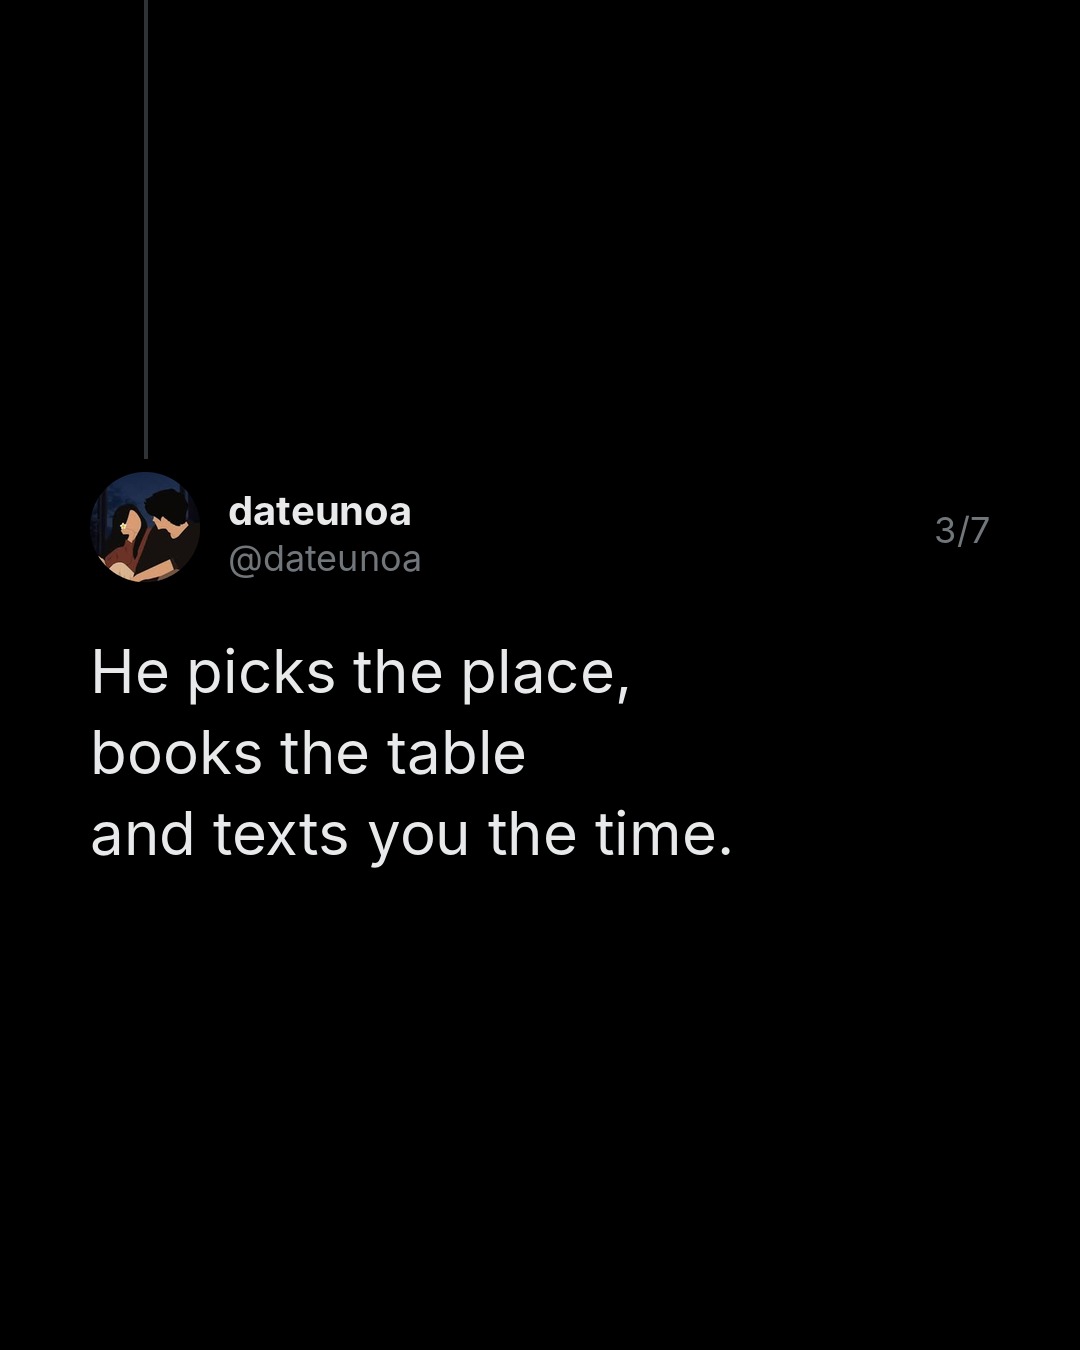 dateunoa
@dateunoa
3/7
He picks the place,
books the table
and texts you the time.